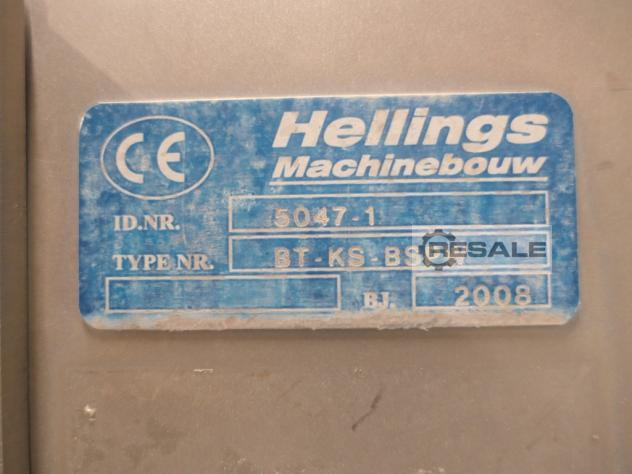 CE
Hellings
Machinebouw
ID.NR. 5047-1
TYPE NR. BT-KS-BS
RESALE
BJ. 2008